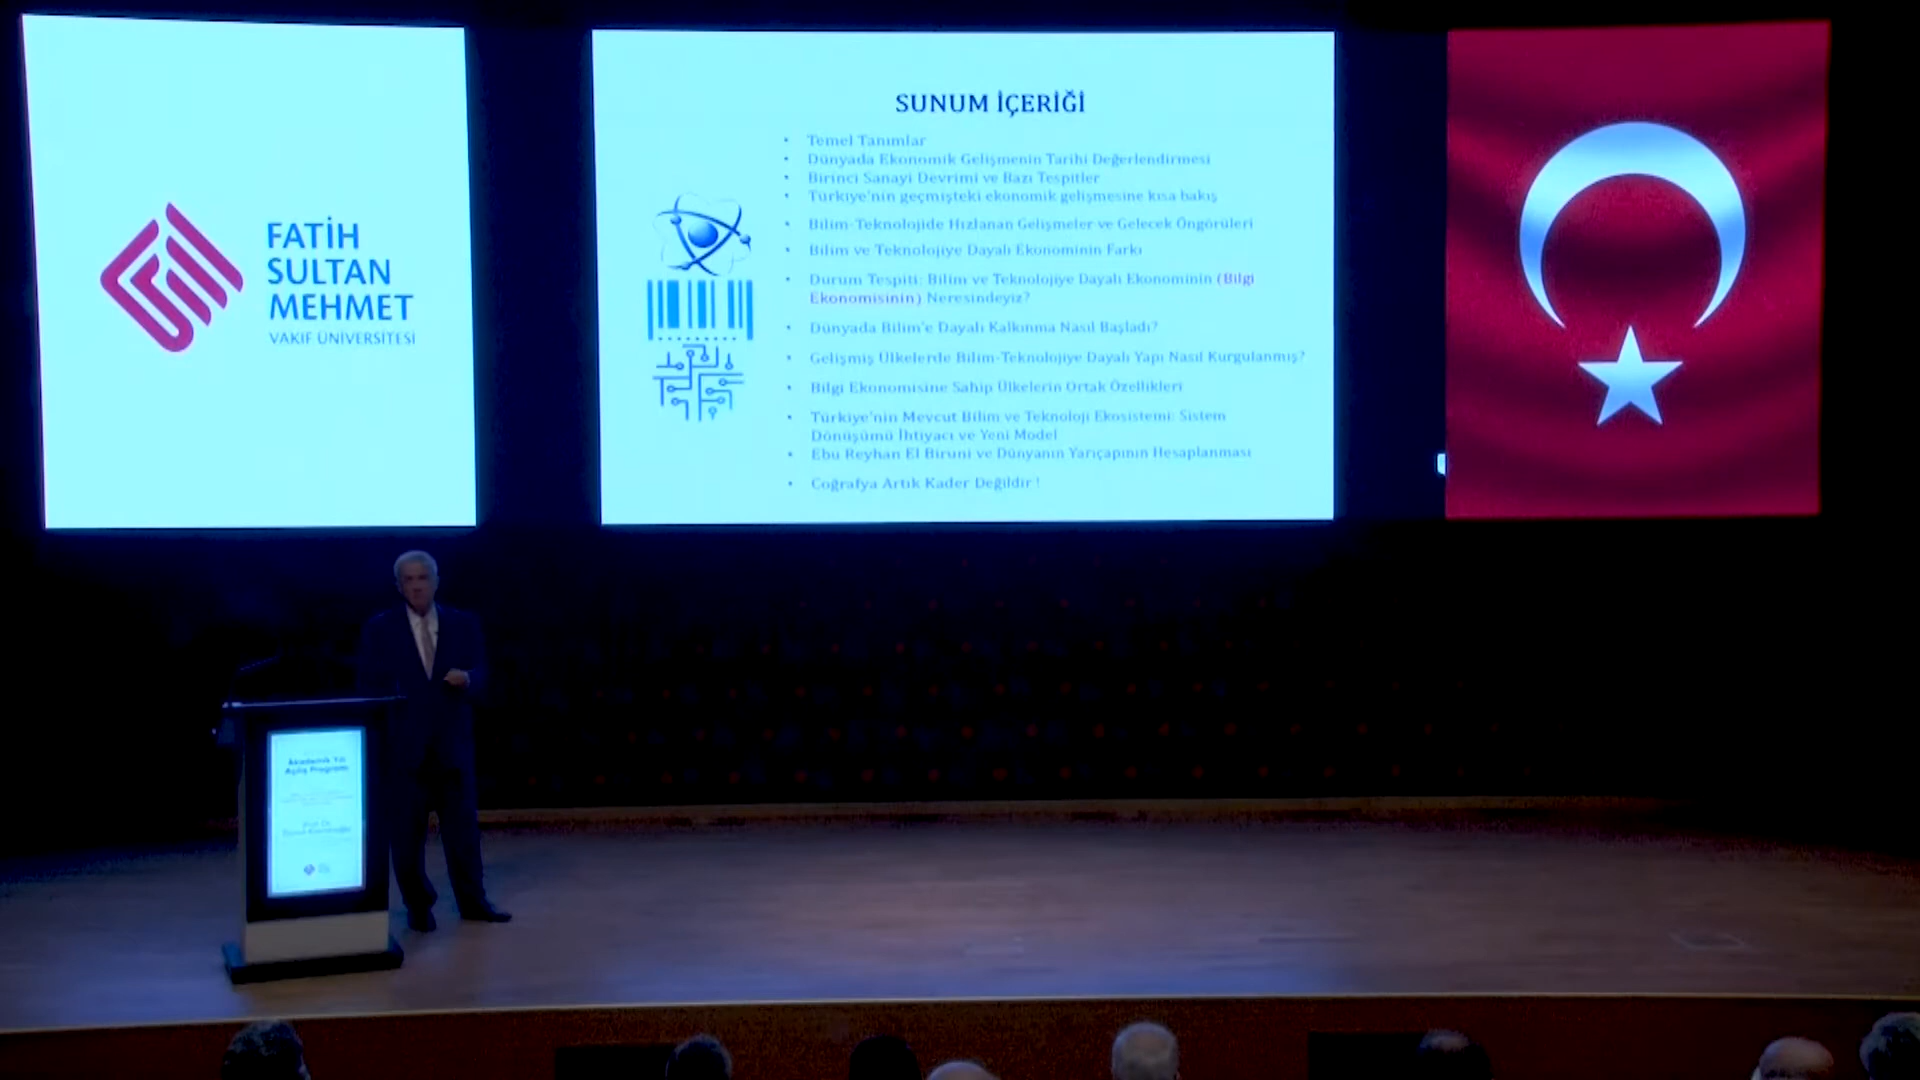 FATİH
SULTAN
MEHMET
VAKIF ÜNİVERSİTESİ
SUNUM İÇERİĞİ
• Temel Tanımlar
• Dünyada Ekonomik Gelişmenin Tarihi Değerlendirmesi
• Birinci Sanayi Devrimi ve Bazı Tespitler
• Türkiye'nin geçmişteki ekonomik gelişmesine kısa bakış
• Bilim-Teknolojide Hızlanan Gelişmeler ve Gelecek Öngörüleri
• Bilim ve Teknolojiye Dayalı Ekonominin Farkı
• Durum Tespiti: Bilim ve Teknolojiye Dayalı Ekonominin (Bilgi
Ekonomisinin) Neresindeyiz?
• Dünyada Bilim'e Dayalı Kalkınma Nasıl Başladı?
• Gelişmiş Ülkelerde Bilim-Teknolojiye Dayalı Yapı Nasıl Kurgulanmış?
• Bilgi Ekonomisine Sahip Ülkelerin Ortak Özellikleri
• Türkiye'nin Mevcut Bilim ve Teknoloji Ekosistemi: Sistem
Dönüşümü İhtiyacı ve Yeni Model
• Ebu Reyhan El Biruni ve Dünyanın Yarıçapının Hesaplanması
• Coğrafya Artık Kader Değildir !
Akademik Yılı
Açılış Programı
Prof. Dr.